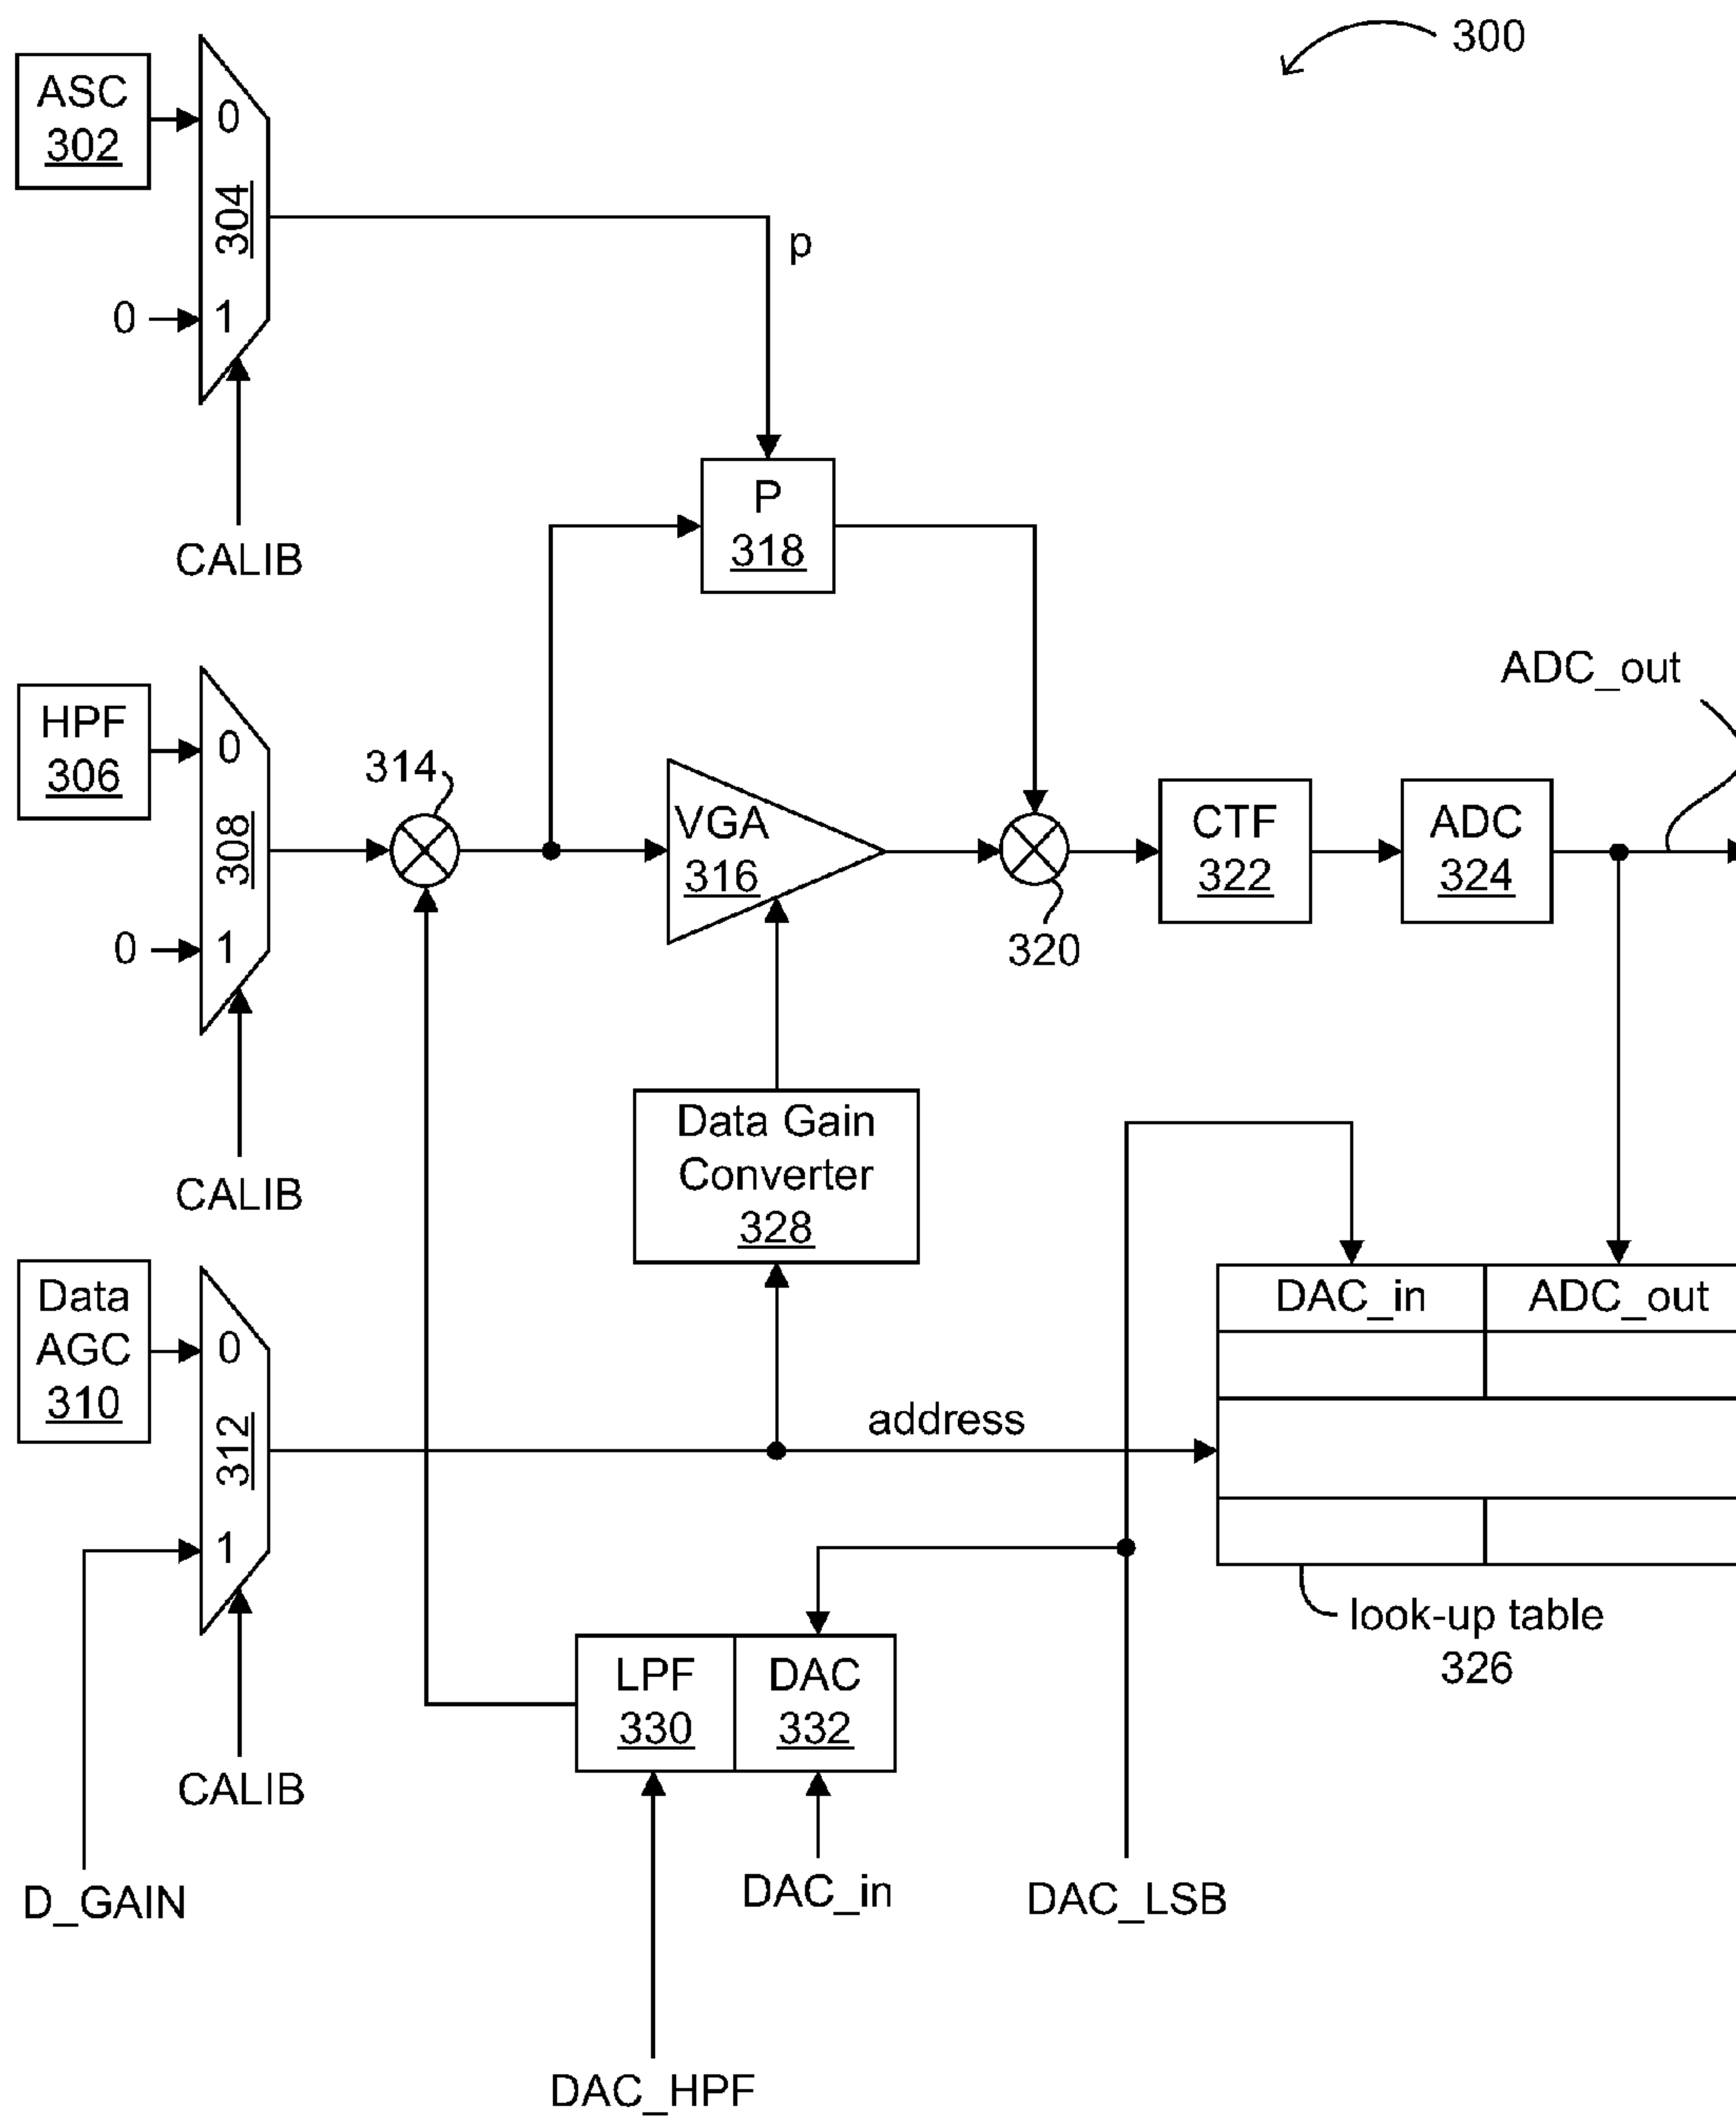 300
ASC
302
0
304
1
0
p
CALIB
P
318
ADC_out
HPF
306
0
308
1
0
314
VGA
316
320
CTF
322
ADC
324
CALIB
Data Gain
Converter
328
Data
AGC
310
0
312
1
address
DAC_in
ADC_out
look-up table
326
LPF
330
DAC
332
CALIB
D_GAIN
DAC_in
DAC_LSB
DAC_HPF